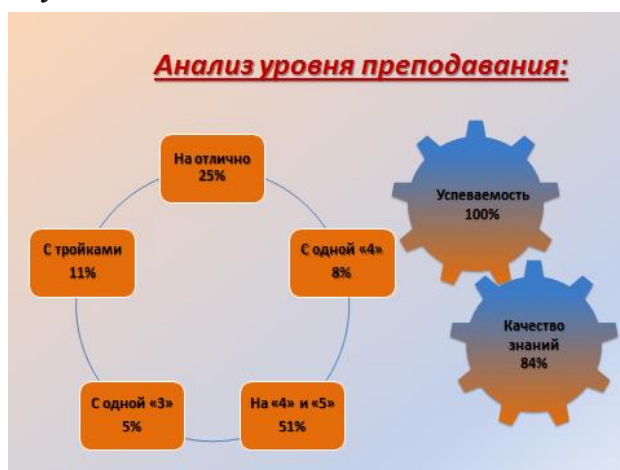 Анализ уровня преподавания:
На отлично
25%
С одной «4»
8%
На «4» и «5»
51%
С одной «3»
5%
С тройками
11%
Успеваемость
100%
Качество
знаний
84%